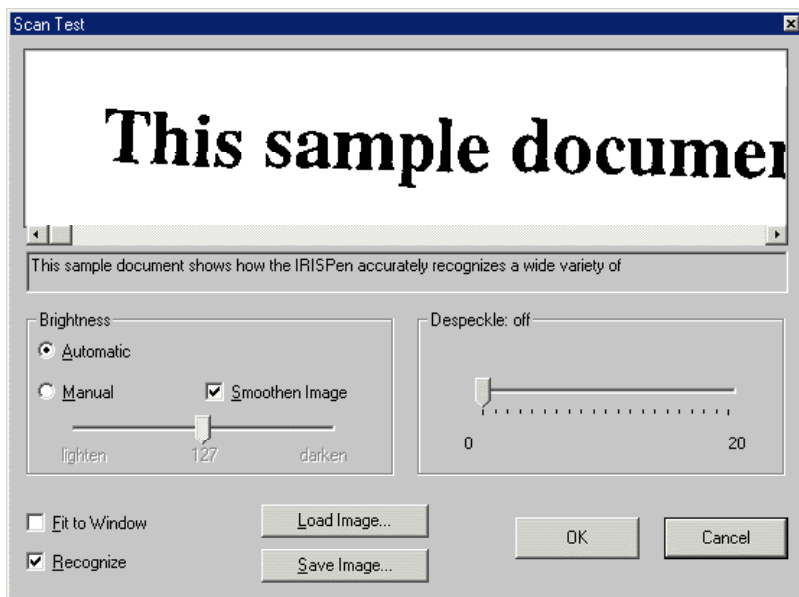 Scan Test
This sample documen
This sample document shows how the IRISPen accurately recognizes a wide variety of
Brightness
Automatic
Manual
Smoothen Image
lighten
127
darken
Despeckle: off
0
20
Fit to Window
Recognize
Load Image...
Save Image...
OK
Cancel